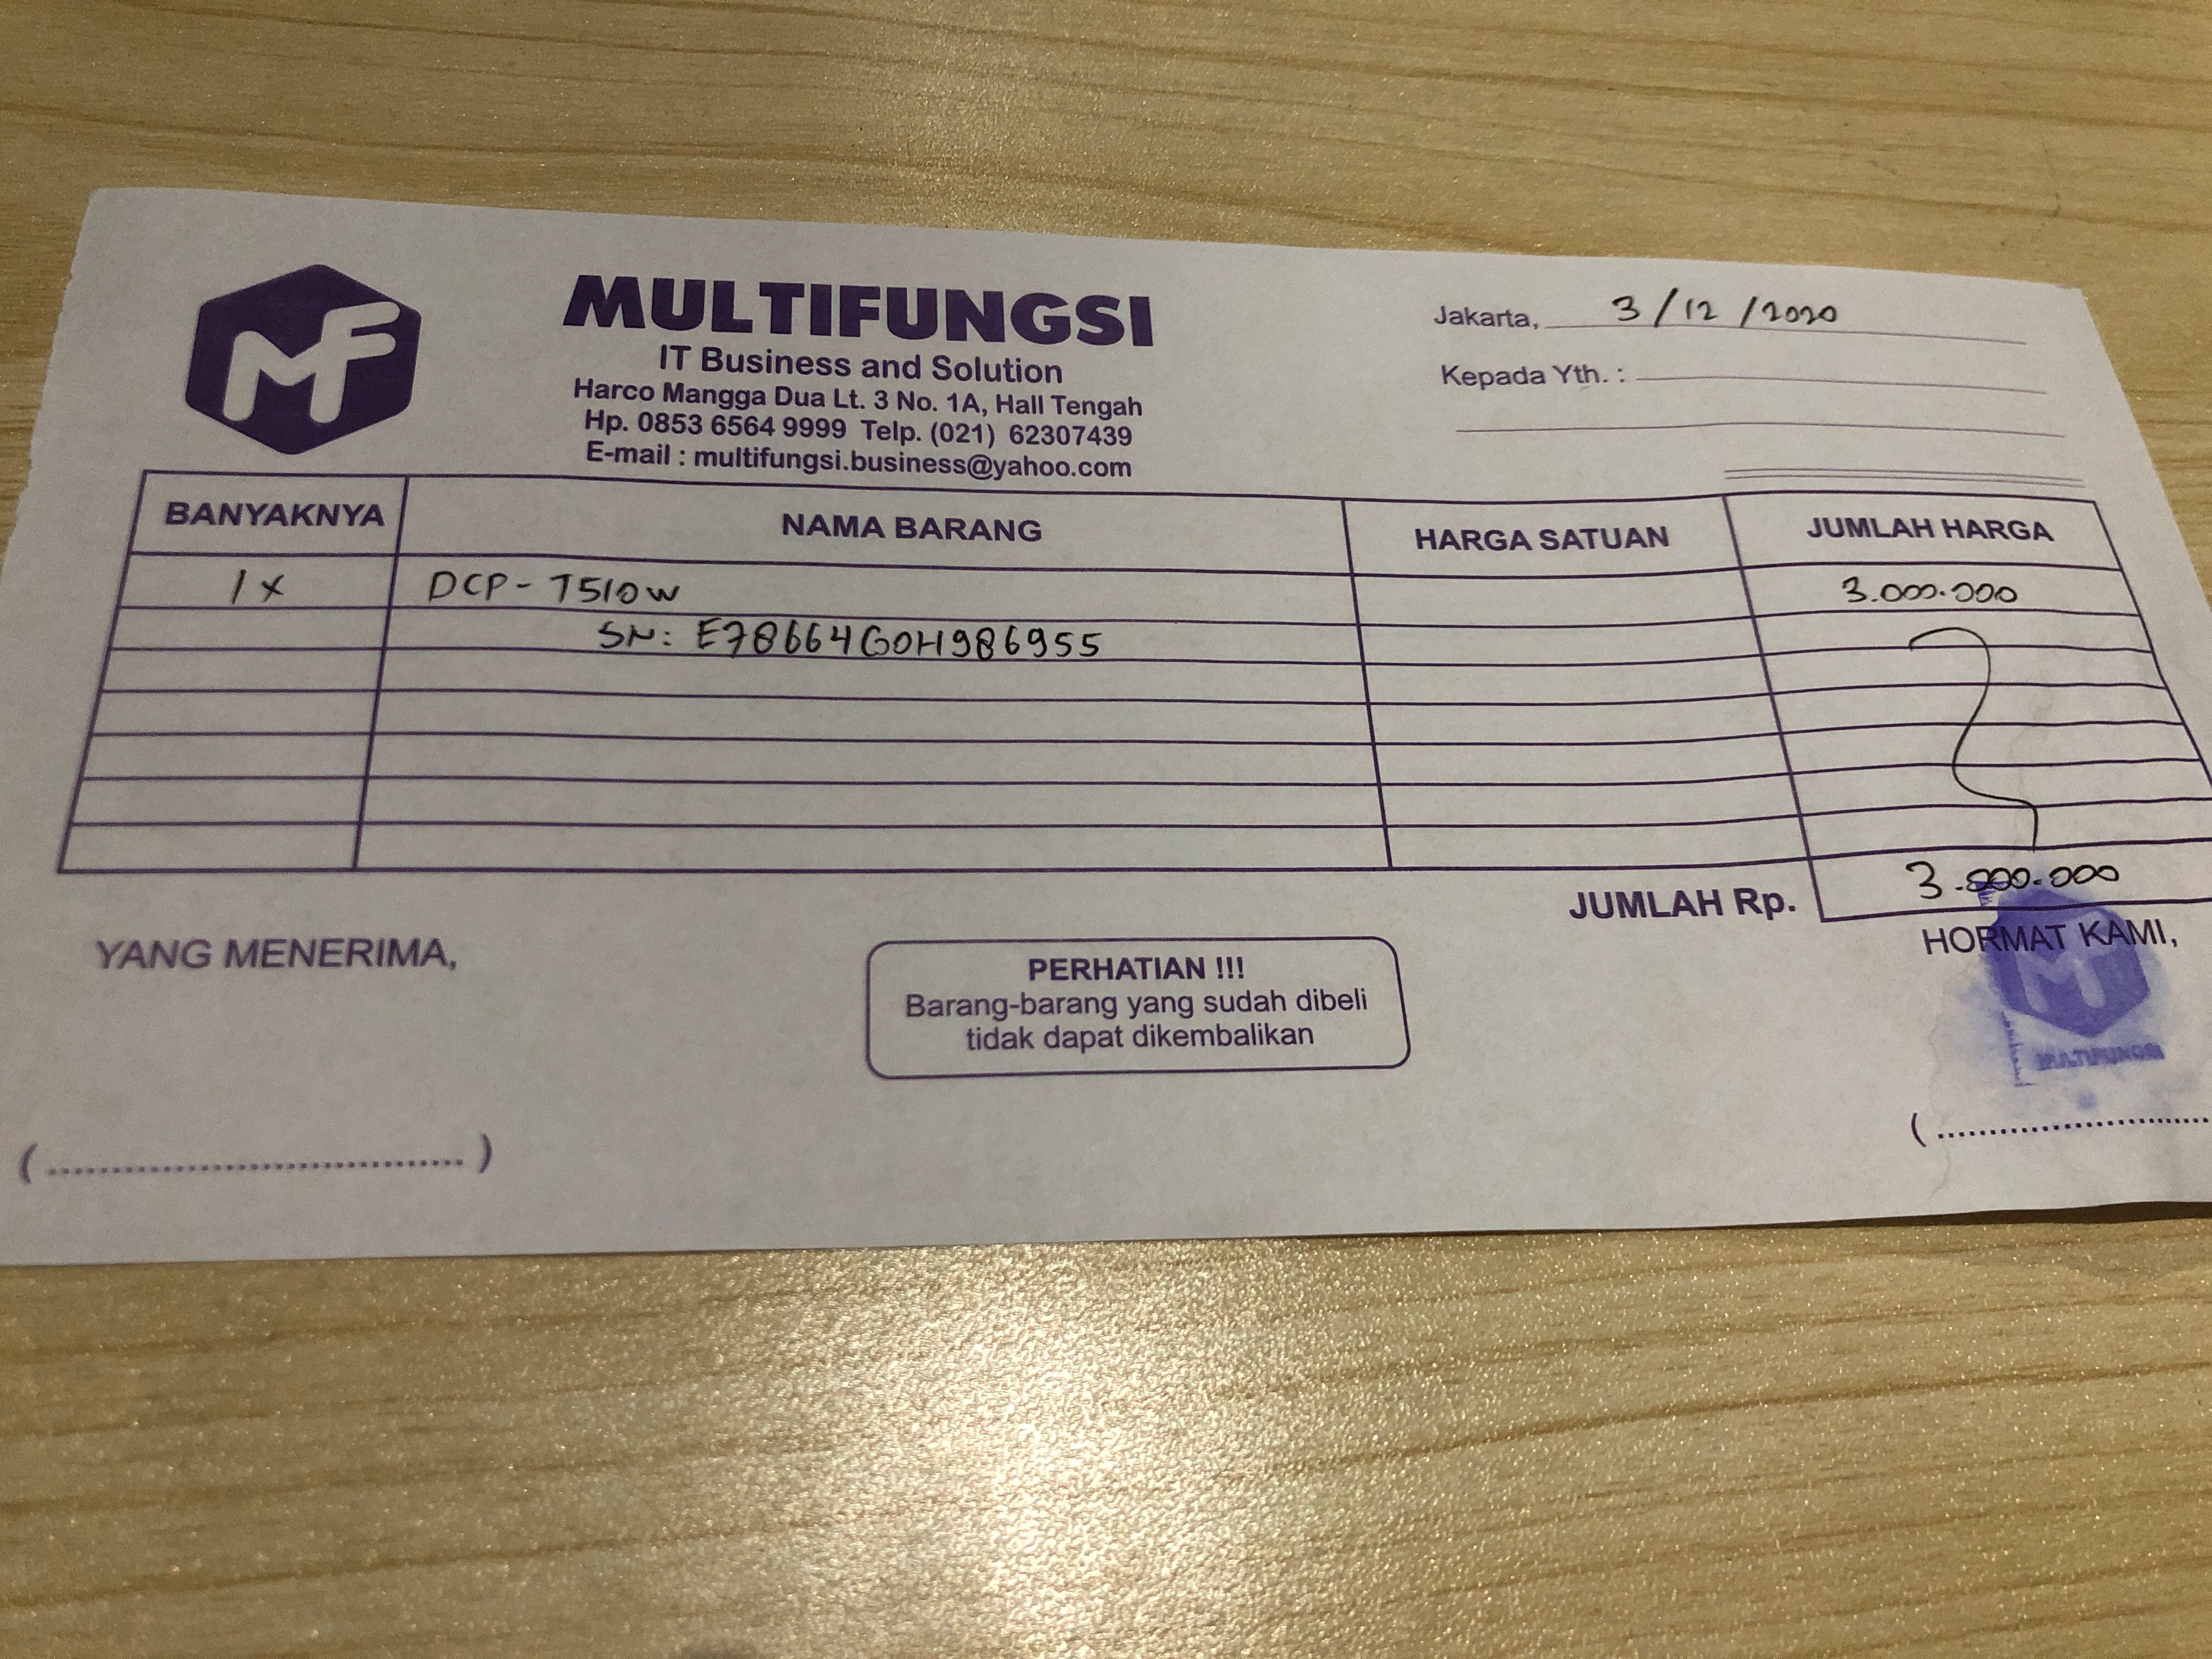 MF
MULTIFUNGSI
IT Business and Solution
Harco Mangga Dua Lt. 3 No. 1A, Hall Tengah
Hp. 0853 6564 9999 Telp. (021) 62307439
E-mail : multifungsi.business@yahoo.com
Jakarta, 3/12/2020
Kepada Yth. :
BANYAKNYA NAMA BARANG HARGA SATUAN JUMLAH HARGA
1x DCP-T510W 3.000.000
SN: E78664G0H986955
JUMLAH Rp. 3.000.000
YANG MENERIMA,
PERHATIAN !!!
Barang-barang yang sudah dibeli
tidak dapat dikembalikan
HORMAT KAMI,
MF
MULTIFUNGSI
(....................................)
(............................